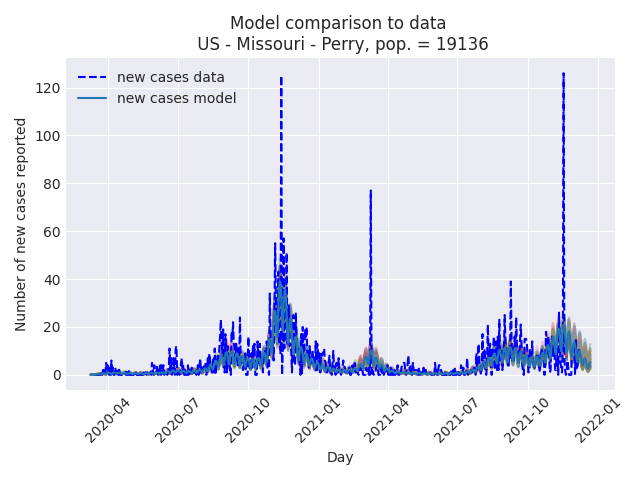 Model comparison to data
US - Missouri - Perry, pop. = 19136
new cases data
new cases model
Number of new cases reported
120
100
80
60
40
20
0
2020-04
2020-07
2020-10
2021-01
2021-04
2021-07
2021-10
2022-01
Day